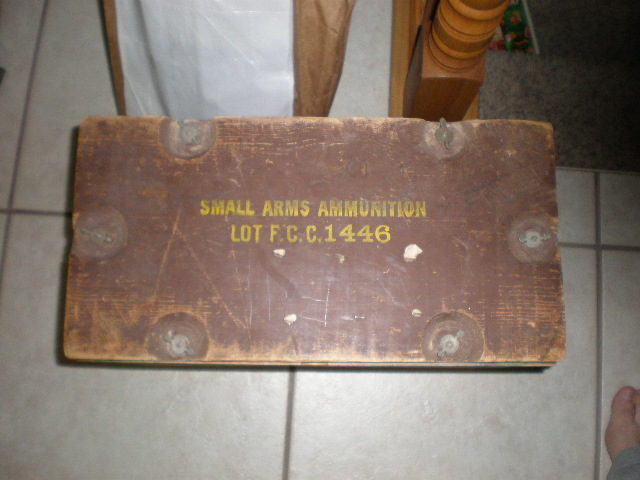 SMALL ARMS AMMUNITION
LOT F.C.C.1446